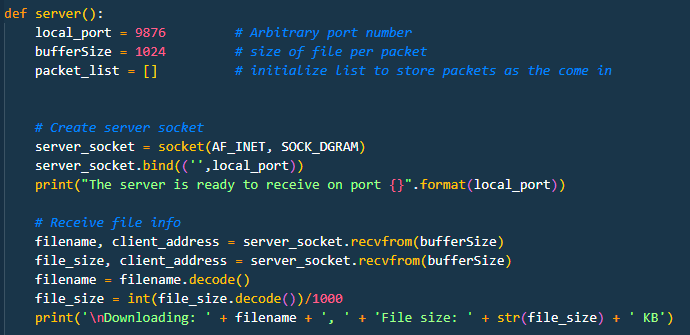 def server():
local_port = 9876 # Arbitrary port number
bufferSize = 1024 # size of file per packet
packet_list = [] # initialize list to store packets as the come in
# Create server socket
server_socket = socket(AF_INET, SOCK_DGRAM)
server_socket.bind(('',local_port))
print("The server is ready to receive on port {}".format(local_port))
# Receive file info
filename, client_address = server_socket.recvfrom(bufferSize)
file_size, client_address = server_socket.recvfrom(bufferSize)
filename = filename.decode()
file_size = int(file_size.decode())/1000
print('\nDownloading: ' + filename + ', ' + 'File size: ' + str(file_size) + ' KB')